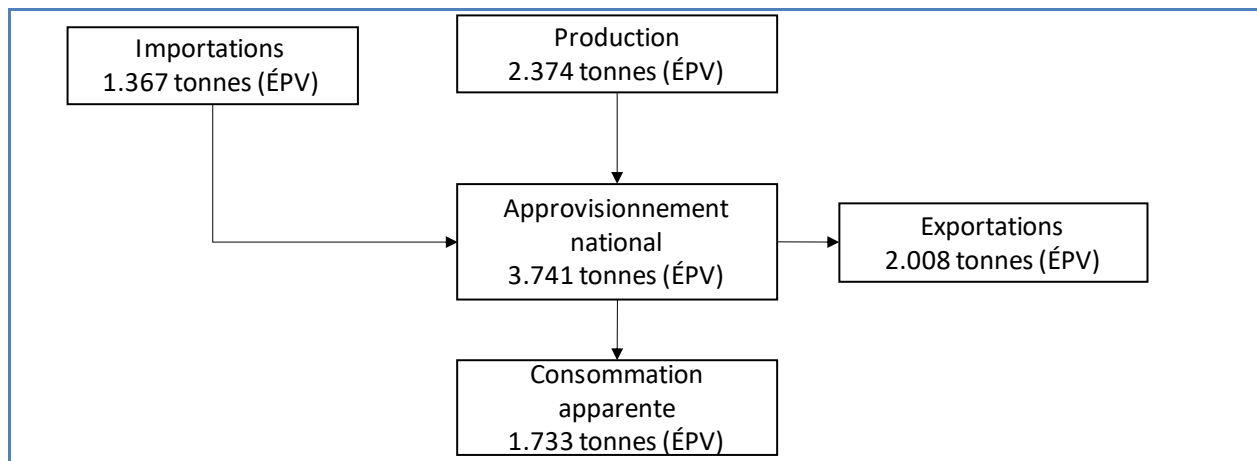 Importations
1.367 tonnes (ÉPV)
Production
2.374 tonnes (ÉPV)
Approvisionnement
national
3.741 tonnes (ÉPV)
Exportations
2.008 tonnes (ÉPV)
Consommation
apparente
1.733 tonnes (ÉPV)